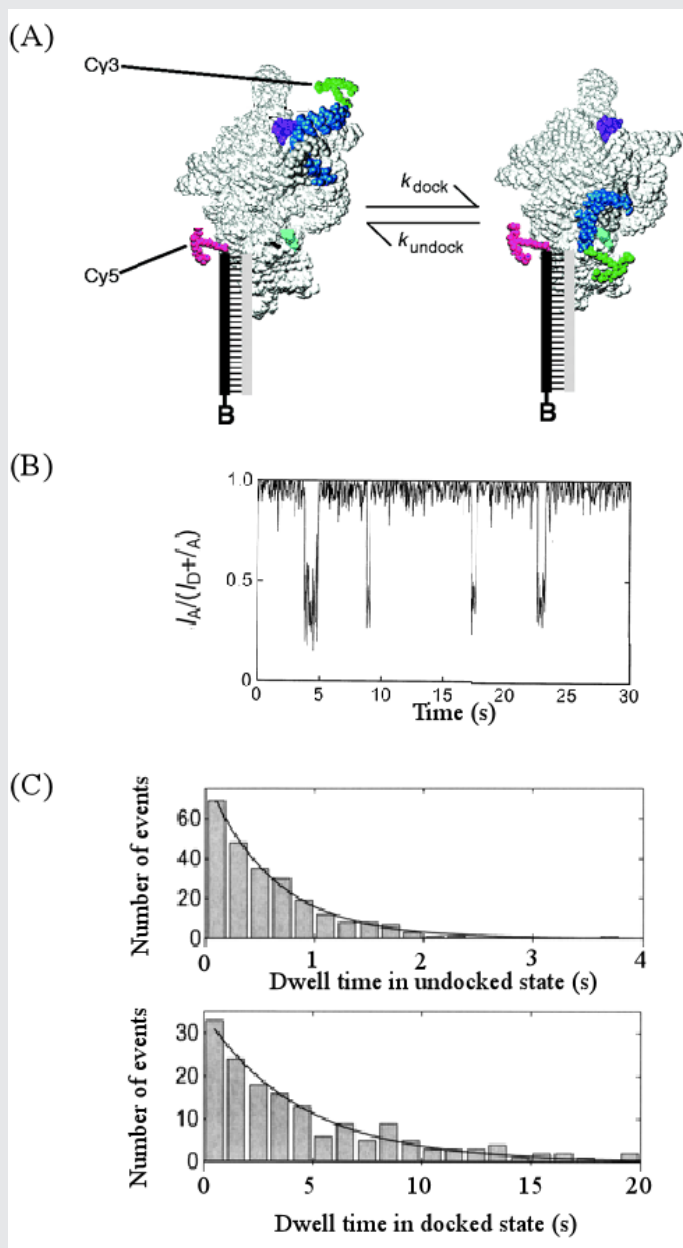 (A)
Cy3
k dock
k undock
Cy5
B
B
(B)
1.0
0.5
0
I_A/(I_D+I_A)
0 5 10 15 20 25 30
Time (s)
(C)
60
40
20
0
Number of events
0 1 2 3 4
Dwell time in undocked state (s)
30
20
10
0
Number of events
0 5 10 15 20
Dwell time in docked state (s)